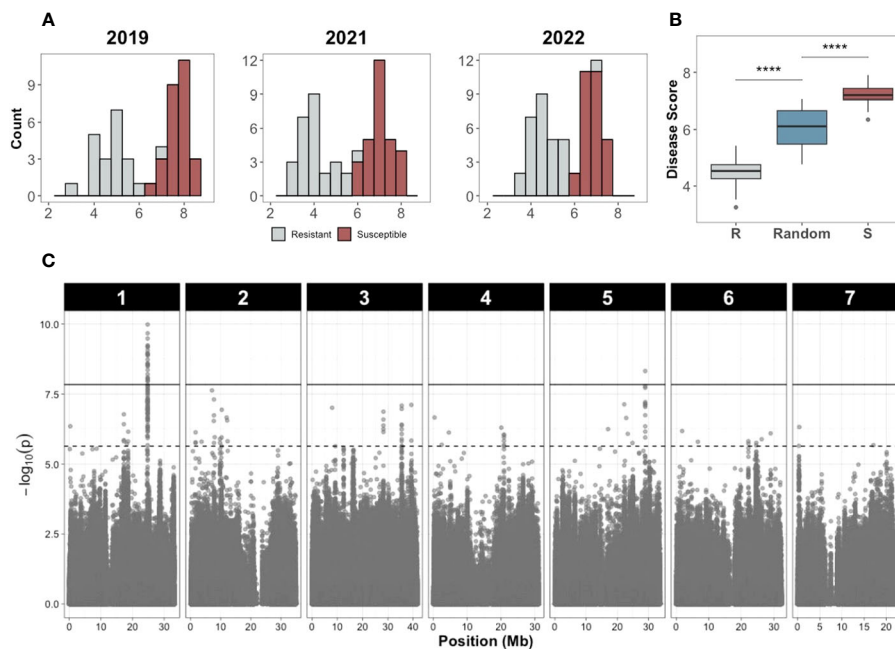 A
B
2019
2021
2022
Count
9
6
3
0
2
4
6
8
12
9
6
3
0
2
4
6
8
12
9
6
3
0
2
4
6
8
Resistant
Susceptible
Disease Score
8
6
4
****
****
R
Random
S
C
1
2
3
4
5
6
7
−log10(p)
10.0
7.5
5.0
2.5
0.0
0 10 20 30
0 10 20 30
0 10 20 30 40
0 10 20 30
0 10 20 30
0 10 20 30
0 5 10 15 20
Position (Mb)